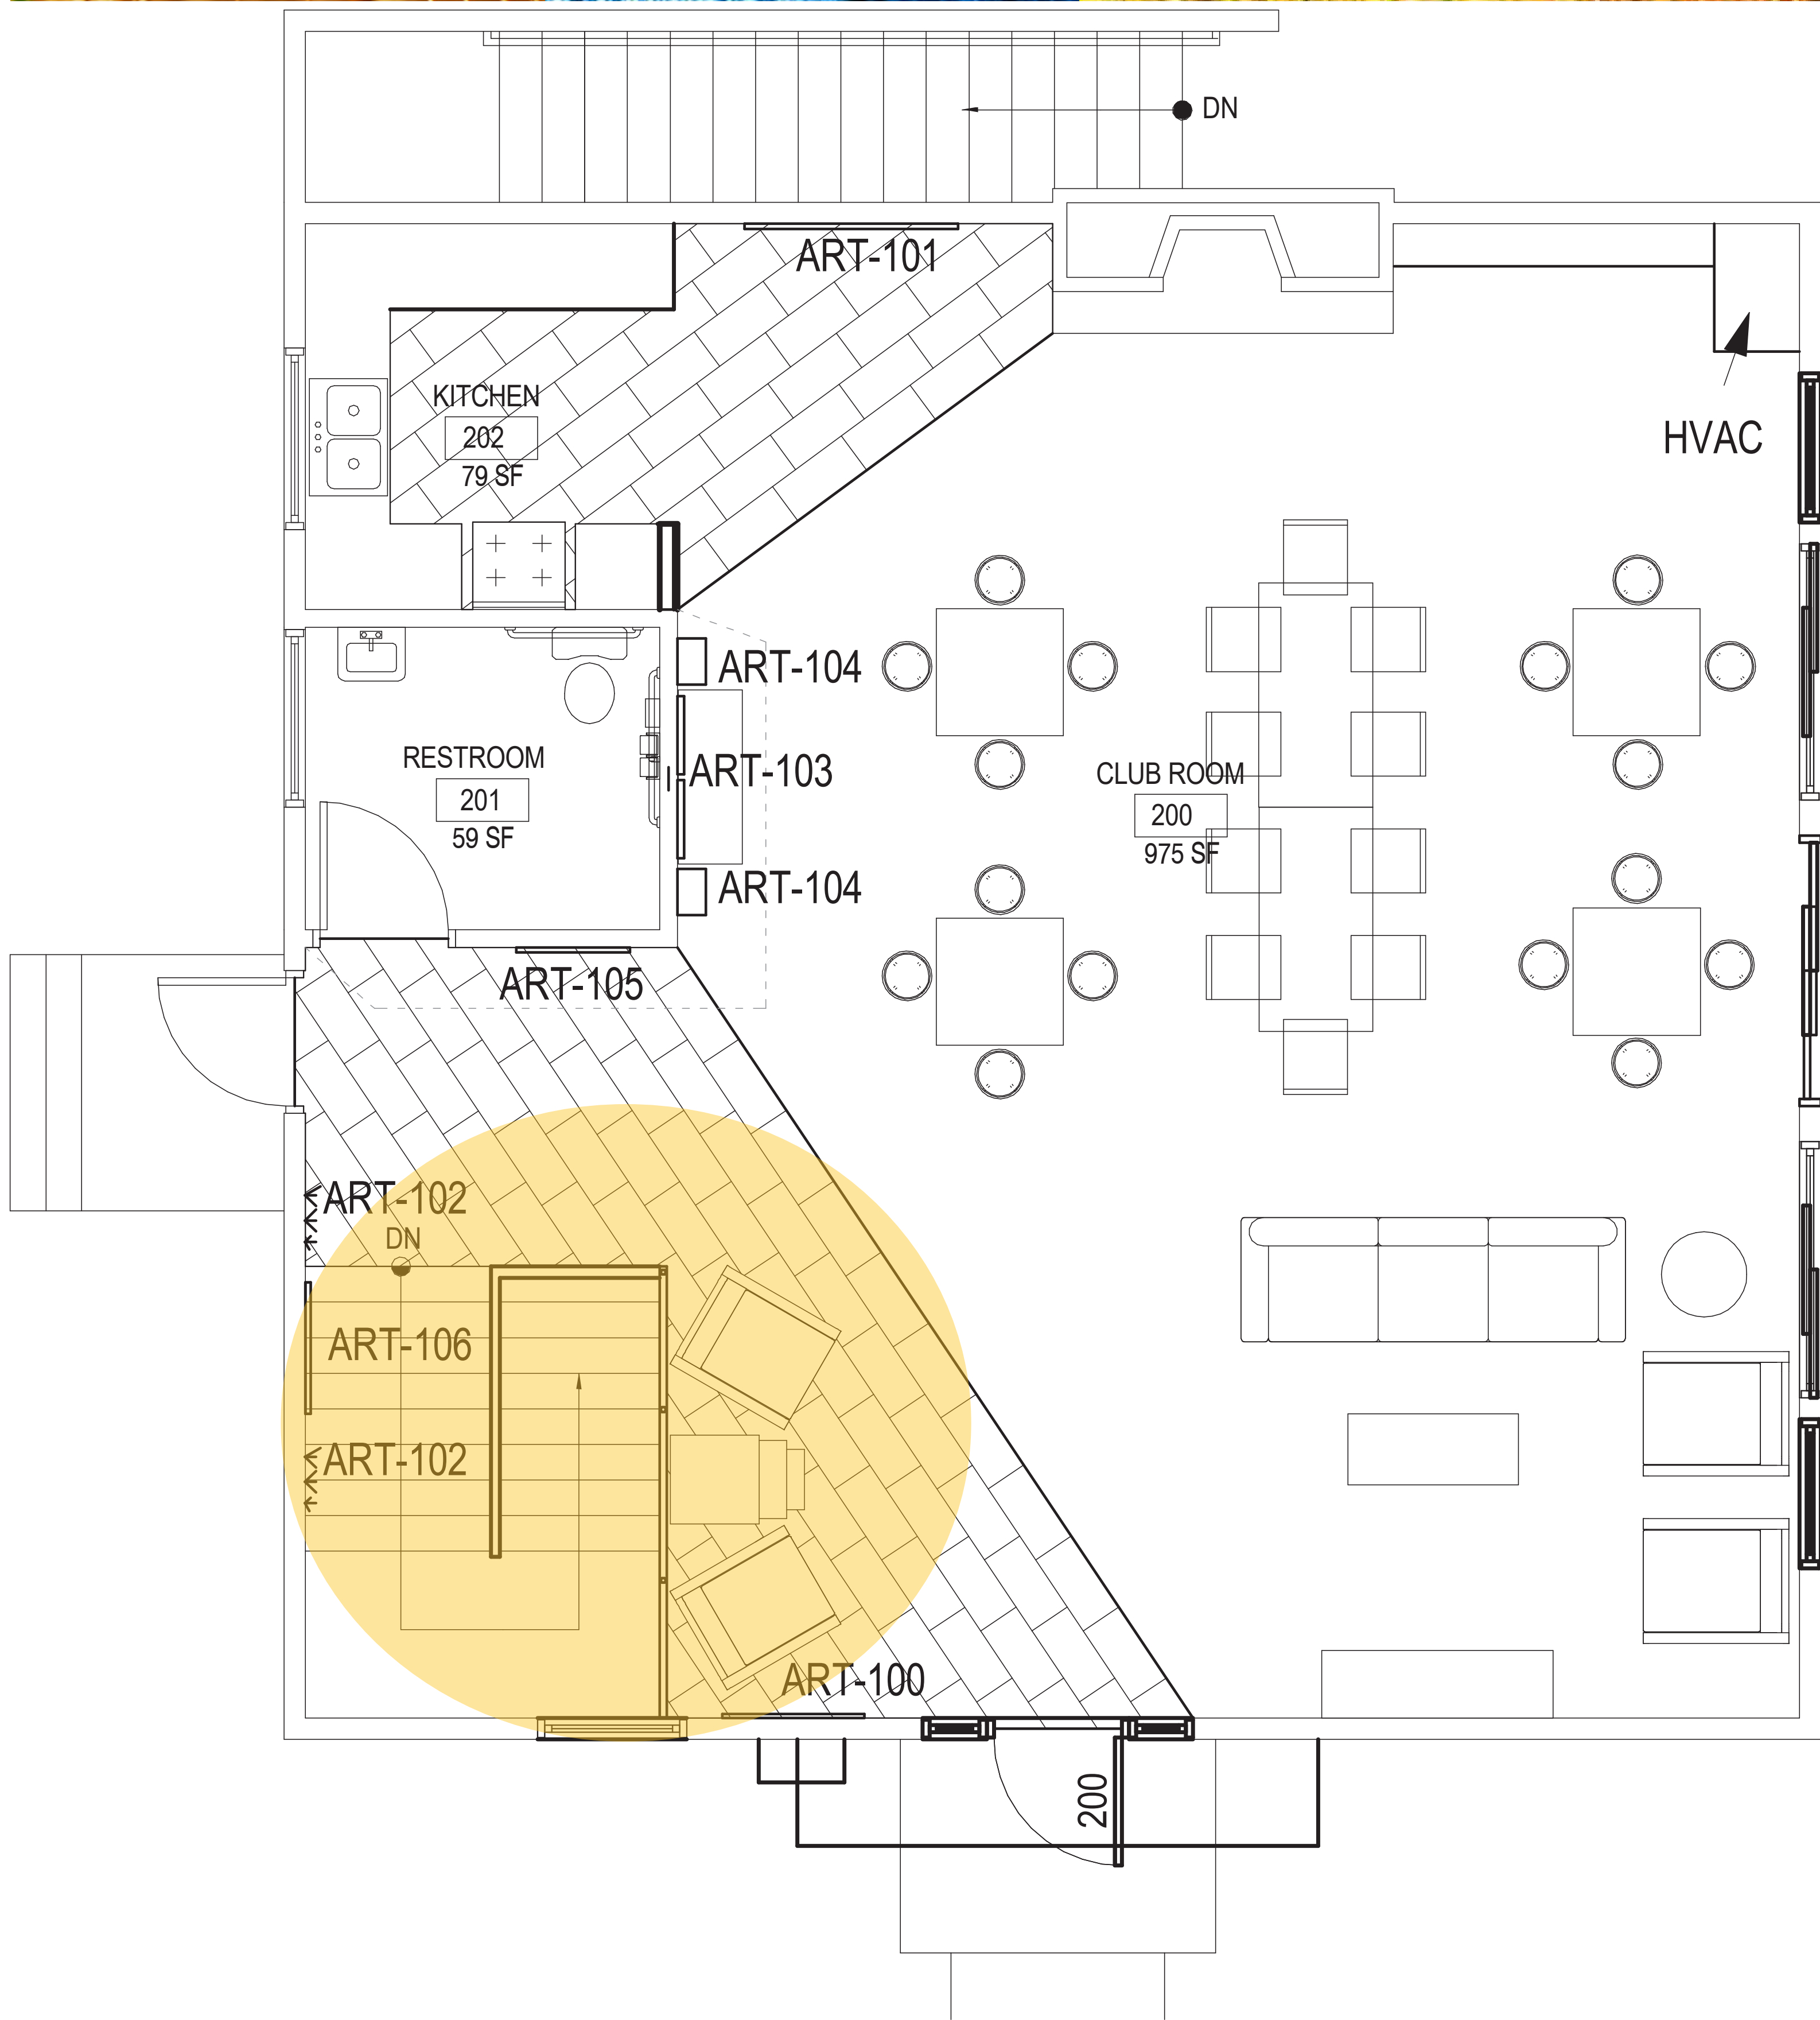 DN
ART-101
KITCHEN
202
79 SF
HVAC
ART-104
RESTROOM
201
59 SF
ART-103
CLUB ROOM
200
975 SF
ART-104
ART-105
ART-102
DN
ART-106
ART-102
ART-100
200